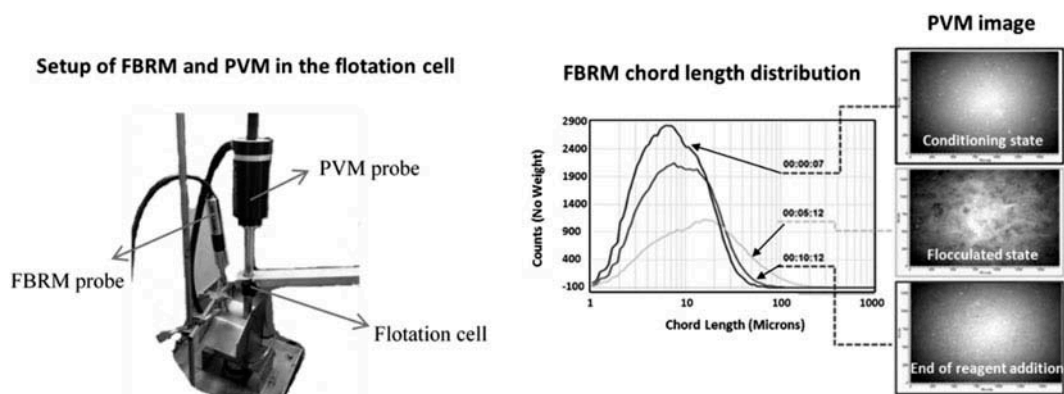 Setup of FBRM and PVM in the flotation cell
PVM probe
FBRM probe
Flotation cell
FBRM chord length distribution
Counts (No Weight)
2900
2400
1900
1400
900
400
-100
00:00:07
00:05:12
00:10:12
1
10
100
1000
Chord Length (Microns)
PVM image
Conditioning state
Flocculated state
End of reagent addition